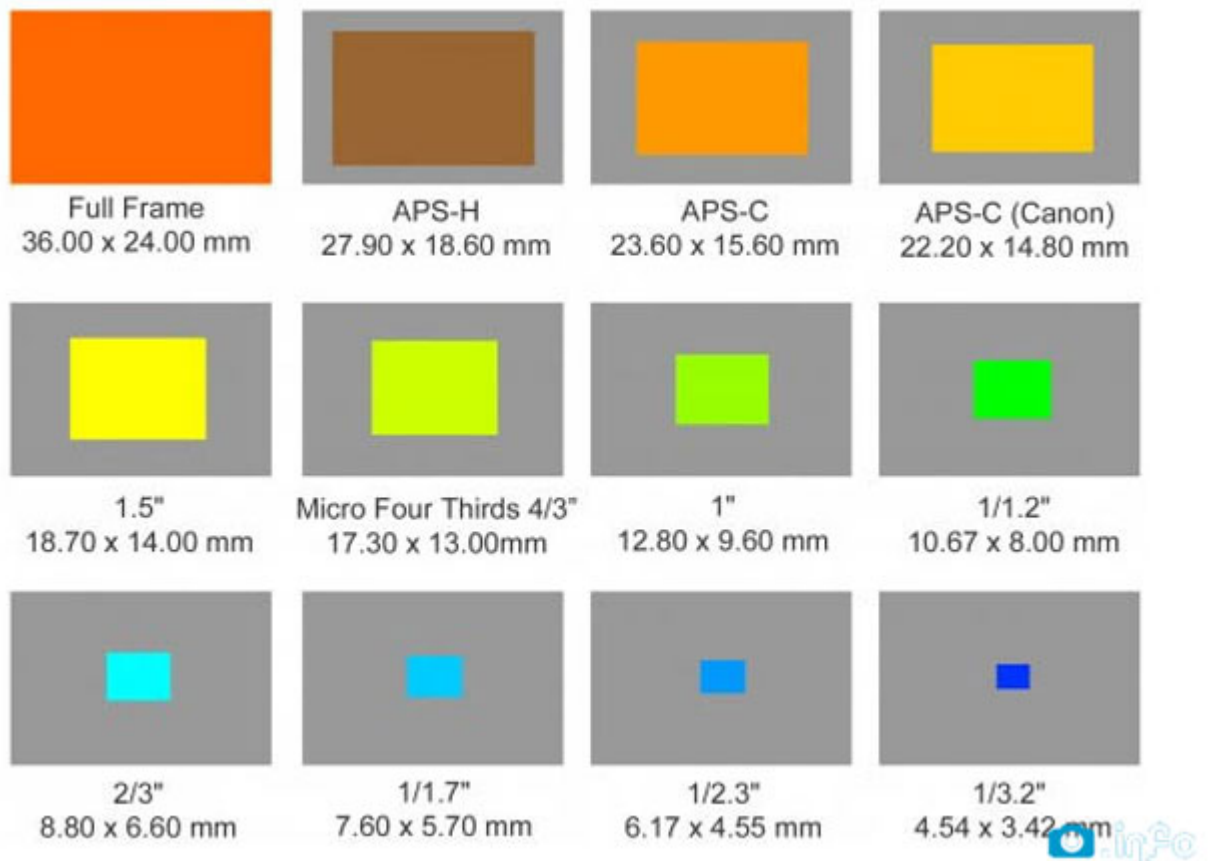 Full Frame
36.00 x 24.00 mm
APS-H
27.90 x 18.60 mm
APS-C
23.60 x 15.60 mm
APS-C (Canon)
22.20 x 14.80 mm
1.5"
18.70 x 14.00 mm
Micro Four Thirds 4/3”
17.30 x 13.00mm
1"
12.80 x 9.60 mm
1/1.2"
10.67 x 8.00 mm
2/3"
8.80 x 6.60 mm
1/1.7"
7.60 x 5.70 mm
1/2.3"
6.17 x 4.55 mm
1/3.2"
4.54 x 3.42 mm
.info